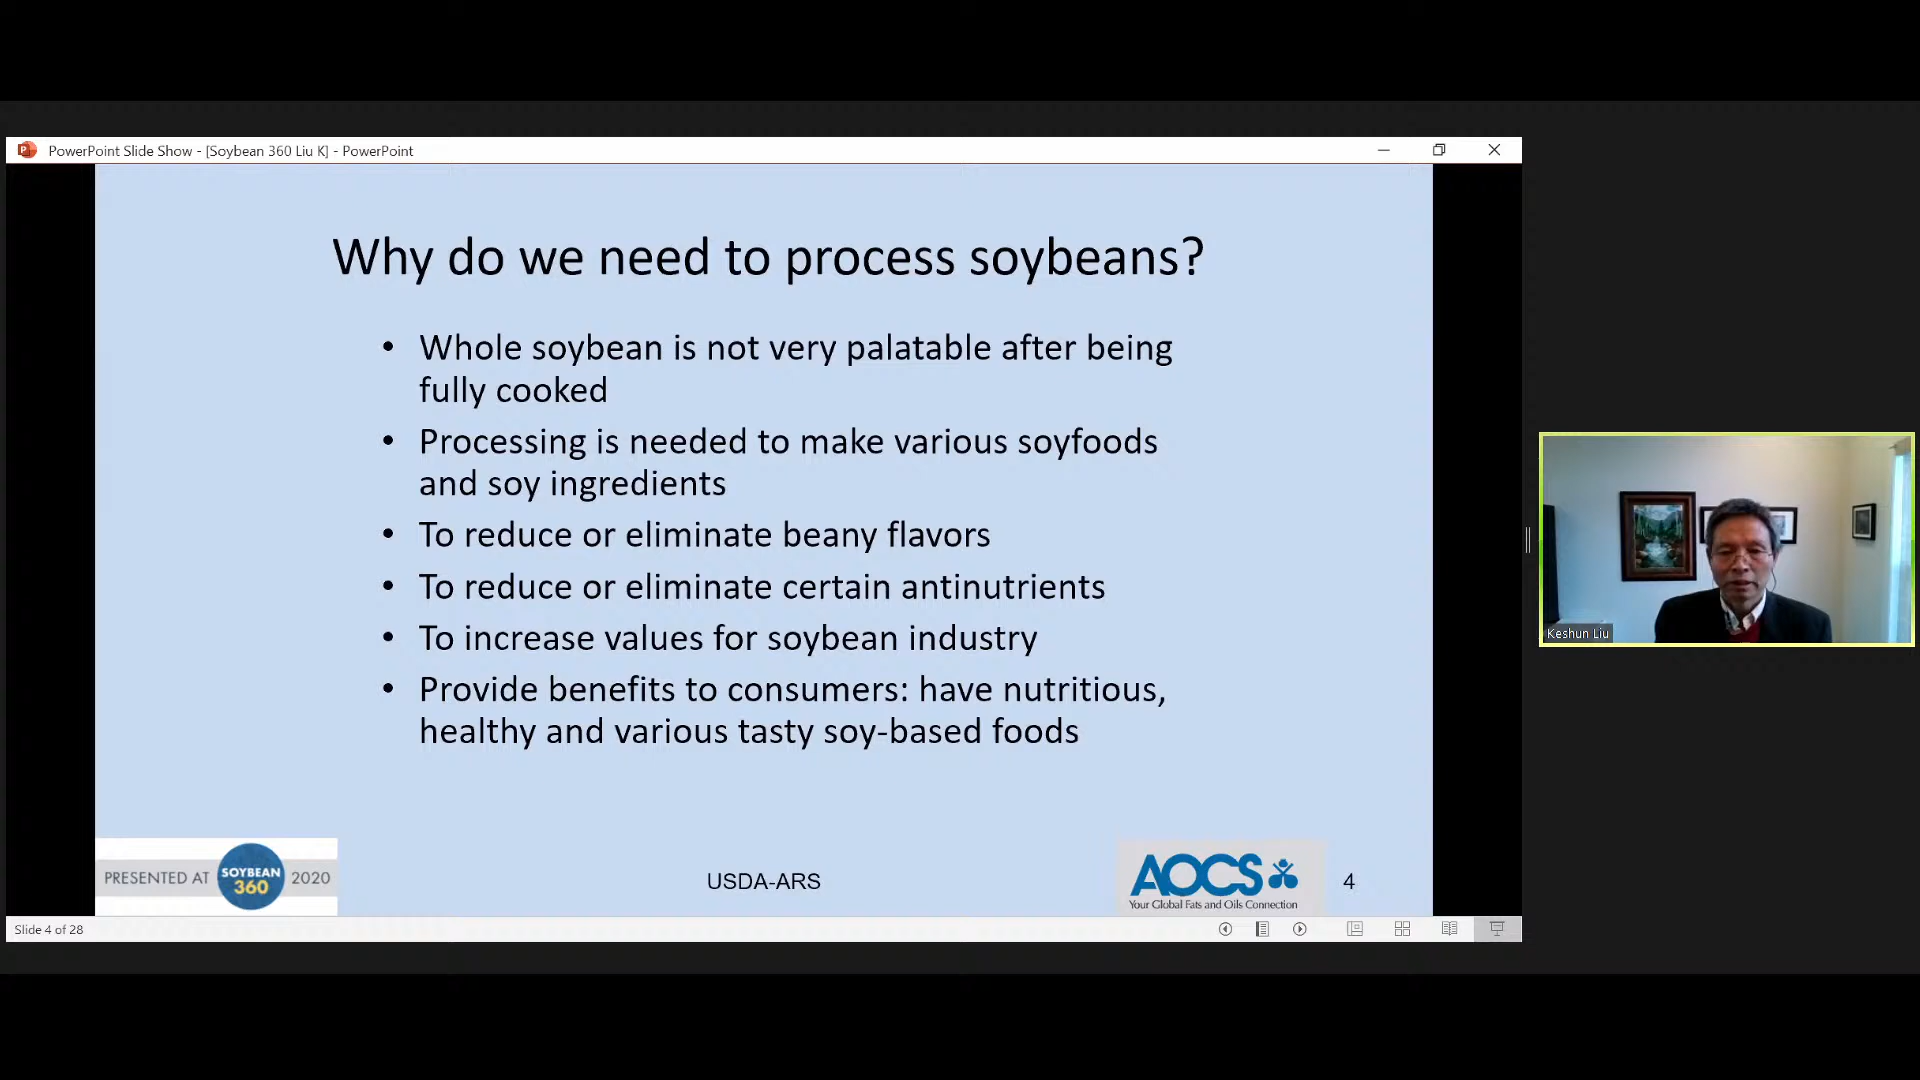 PowerPoint Slide Show - [Soybean 360 Liu K] - PowerPoint
Why do we need to process soybeans?
• Whole soybean is not very palatable after being
fully cooked
• Processing is needed to make various soyfoods
and soy ingredients
• To reduce or eliminate beany flavors
• To reduce or eliminate certain antinutrients
• To increase values for soybean industry
• Provide benefits to consumers: have nutritious,
healthy and various tasty soy-based foods
Keshun Liu
PRESENTED AT SOYBEAN 360 2020
USDA-ARS
AOCS
Your Global Fats and Oils Connection
4
Slide 4 of 28